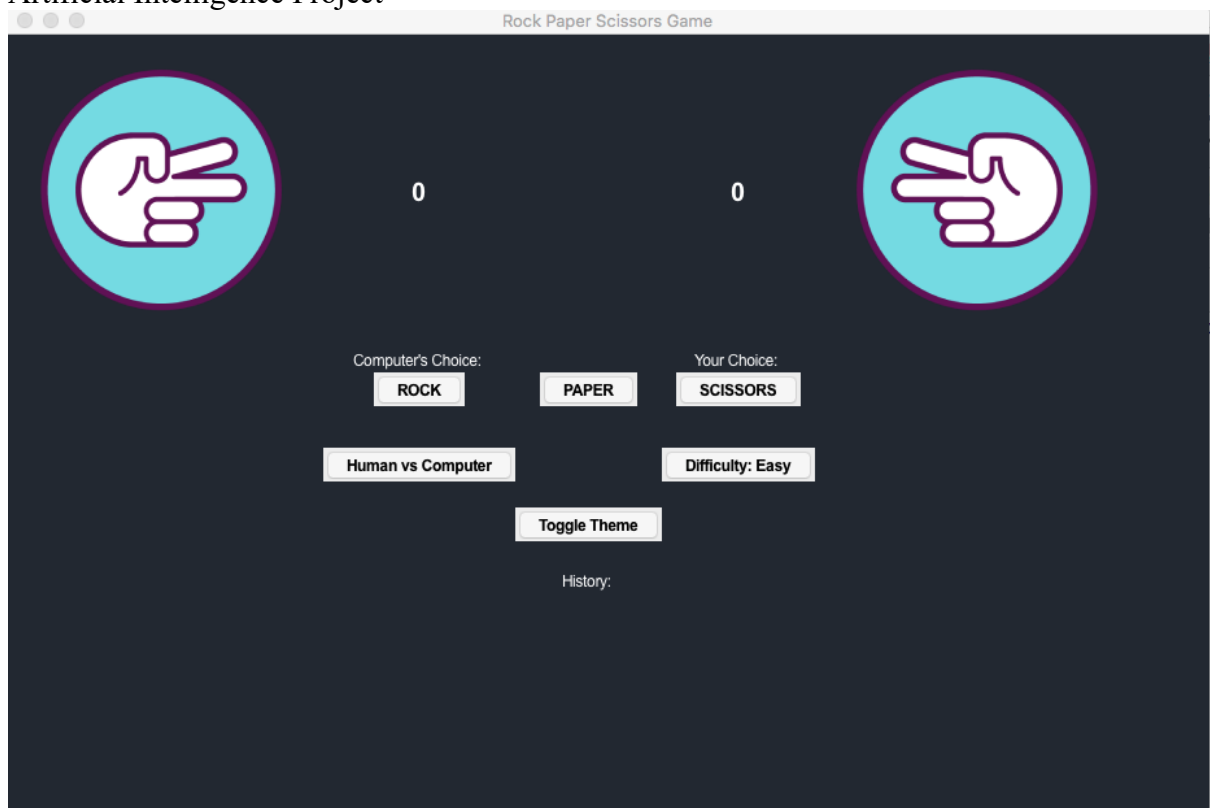 Artificial Intelligence Project
Rock Paper Scissors Game
0 0
Computer's Choice: Your Choice:
ROCK PAPER SCISSORS
Human vs Computer Difficulty: Easy
Toggle Theme
History: